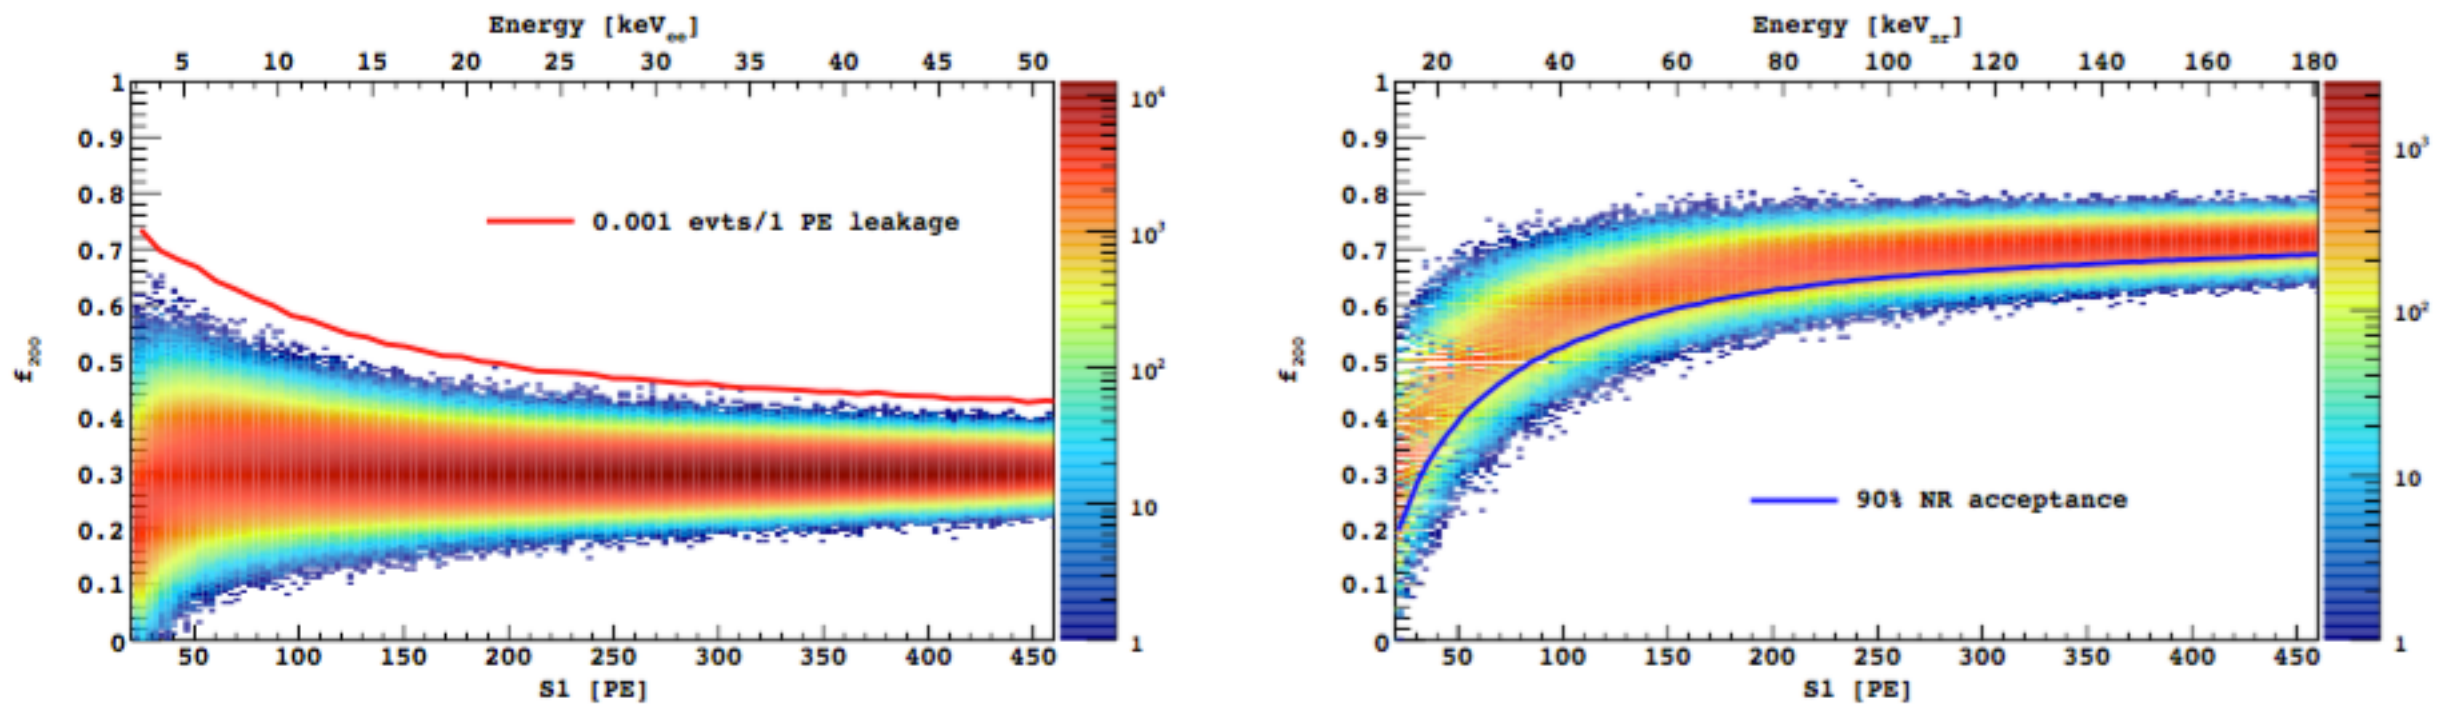 Energy [keVee]
5 10 15 20 25 30 35 40 45 50
1
0.9
0.8
0.7
0.6
0.5
0.4
0.3
0.2
0.1
0
f200
0.001 evts/1 PE leakage
50 100 150 200 250 300 350 400 450
S1 [PE]
10⁴
10³
10²
10
1
Energy [keVnr]
20 40 60 80 100 120 140 160 180
1
0.9
0.8
0.7
0.6
0.5
0.4
0.3
0.2
0.1
0
f200
90% NR acceptance
50 100 150 200 250 300 350 400 450
S1 [PE]
10³
10²
10
1